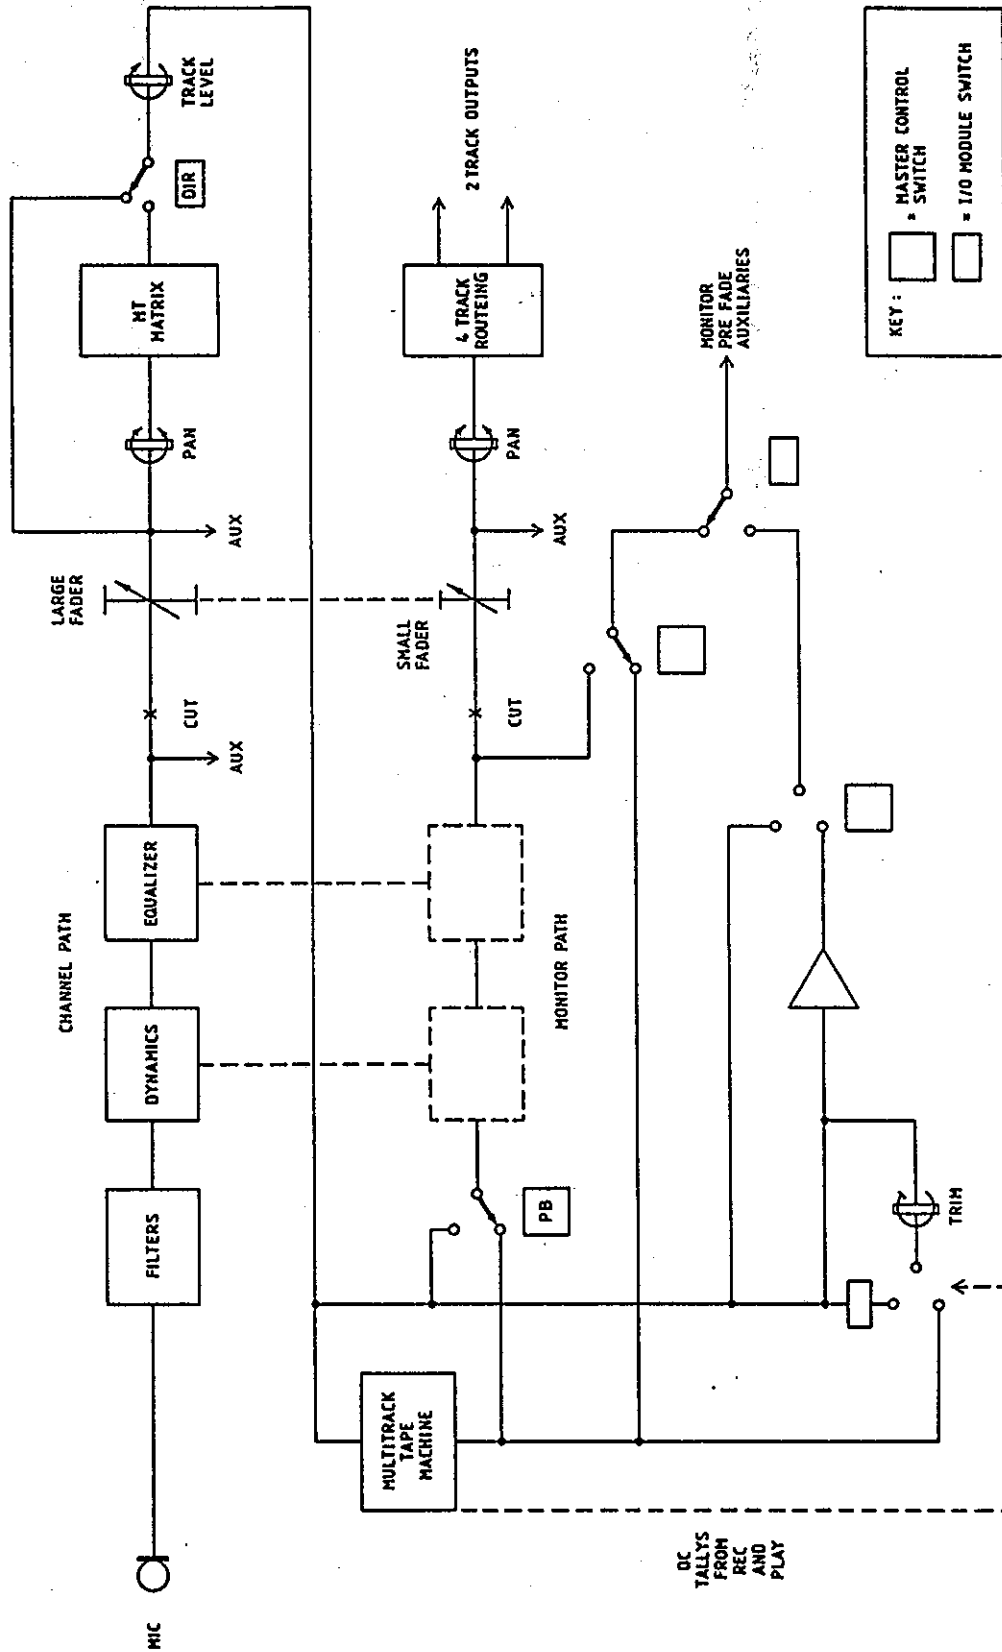 CHANNEL PATH
MIC
FILTERS
DYNAMICS
EQUALIZER
AUX
CUT
LARGE
FADER
AUX
PAN
MT
MATRIX
DIR
TRACK
LEVEL
MULTITRACK
TAPE
MACHINE
PB
MONITOR PATH
CUT
SMALL
FADER
AUX
PAN
4 TRACK
ROUTEING
2 TRACK OUTPUTS
DC
TALLYS
FROM
REC
AND
PLAY
TRIM
MONITOR
PRE FADE
AUXILIARIES
KEY:
= MASTER CONTROL
SWITCH
= I/O MODULE SWITCH